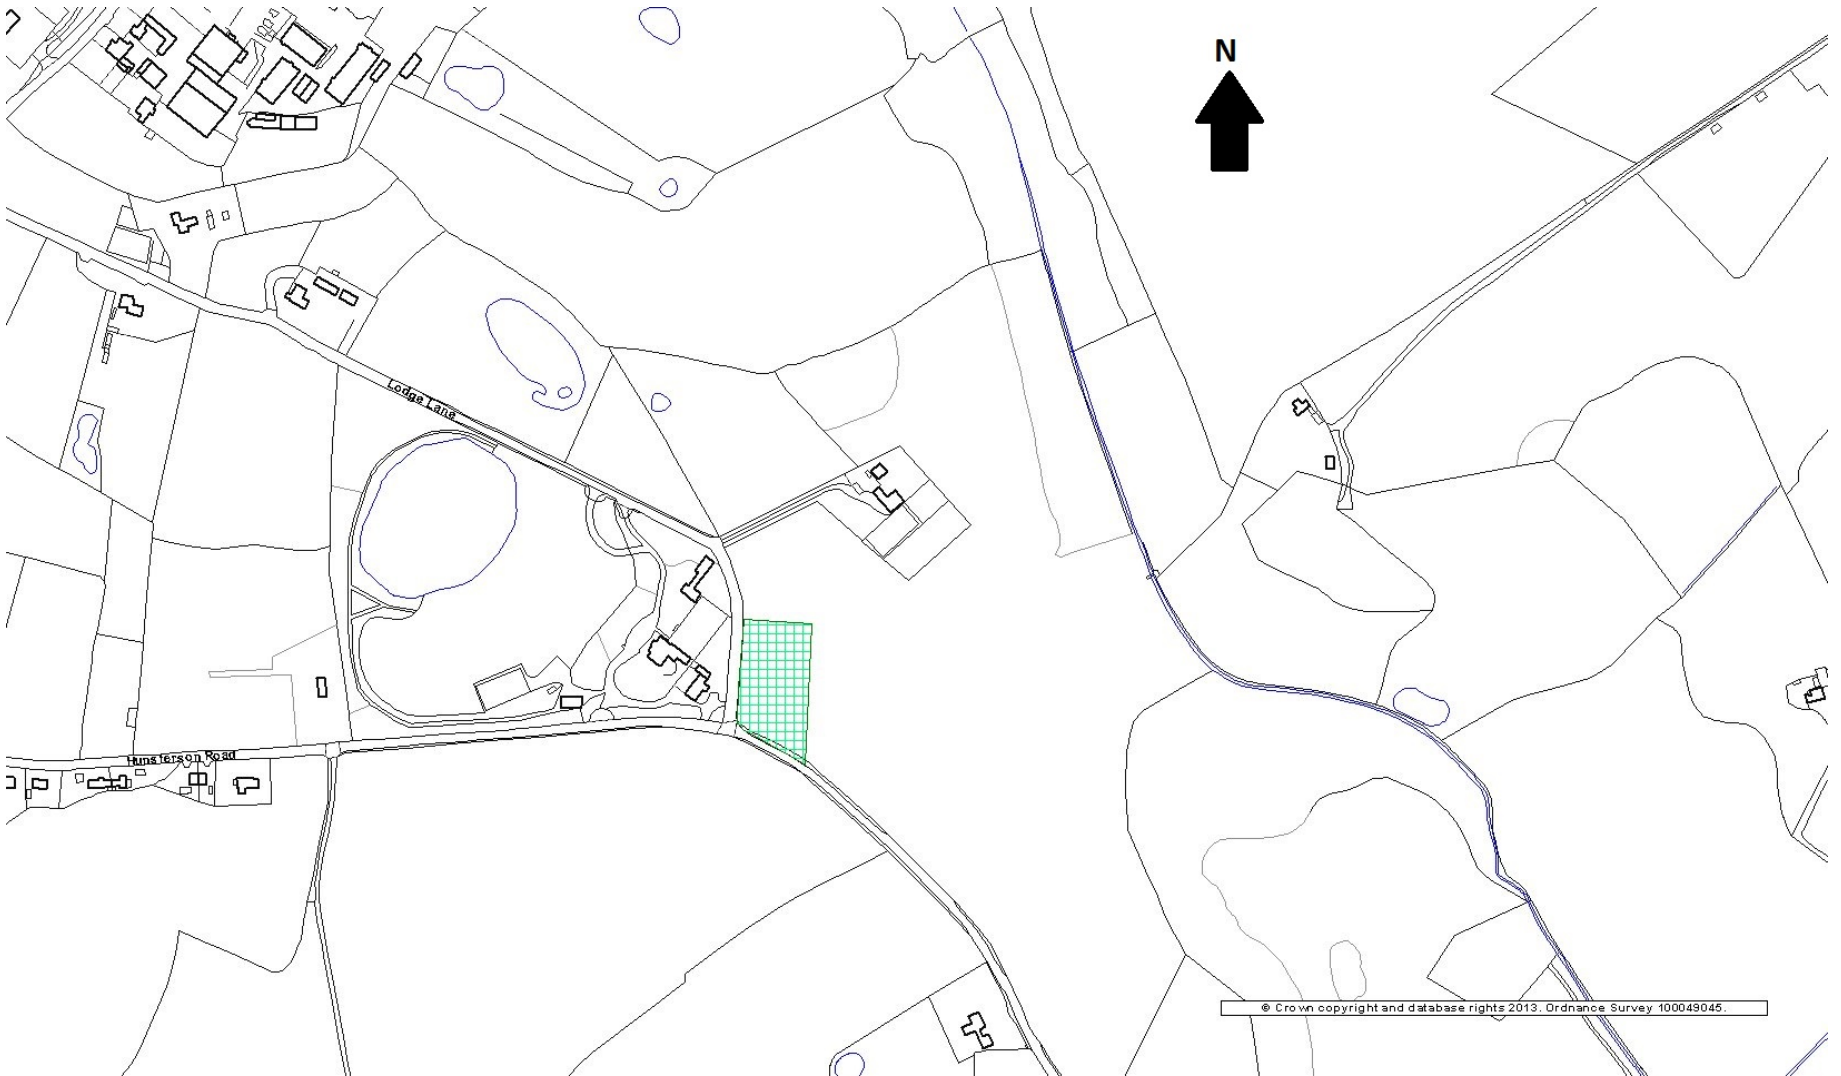 N
Lodge Lane
Hunsterson Road
© Crown copyright and database rights 2013. Ordnance Survey 100049045.